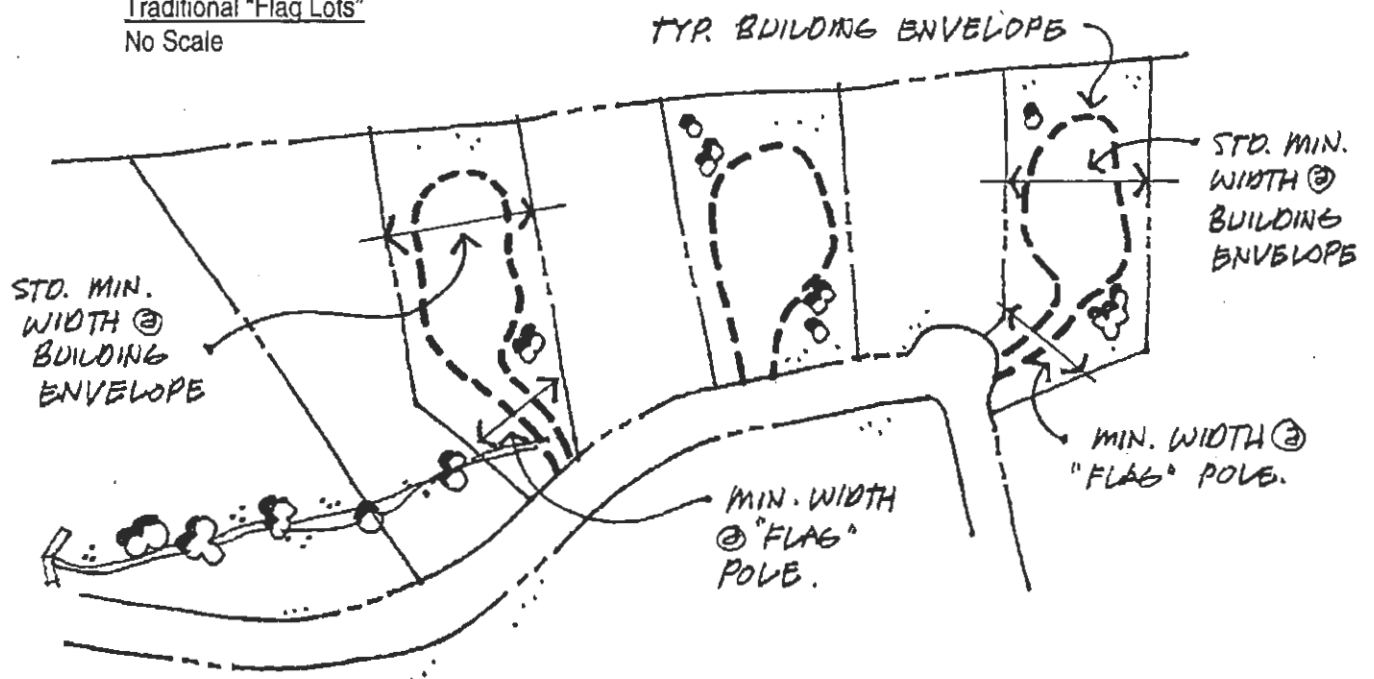 Traditional "Flag Lots"
No Scale
TYP. BUILDING ENVELOPE
STD. MIN.
WIDTH @
BUILDING
ENVELOPE
STD. MIN.
WIDTH @
BUILDING
ENVELOPE
MIN. WIDTH @
"FLAG" POLE.
MIN. WIDTH
@ "FLAG"
POLE.